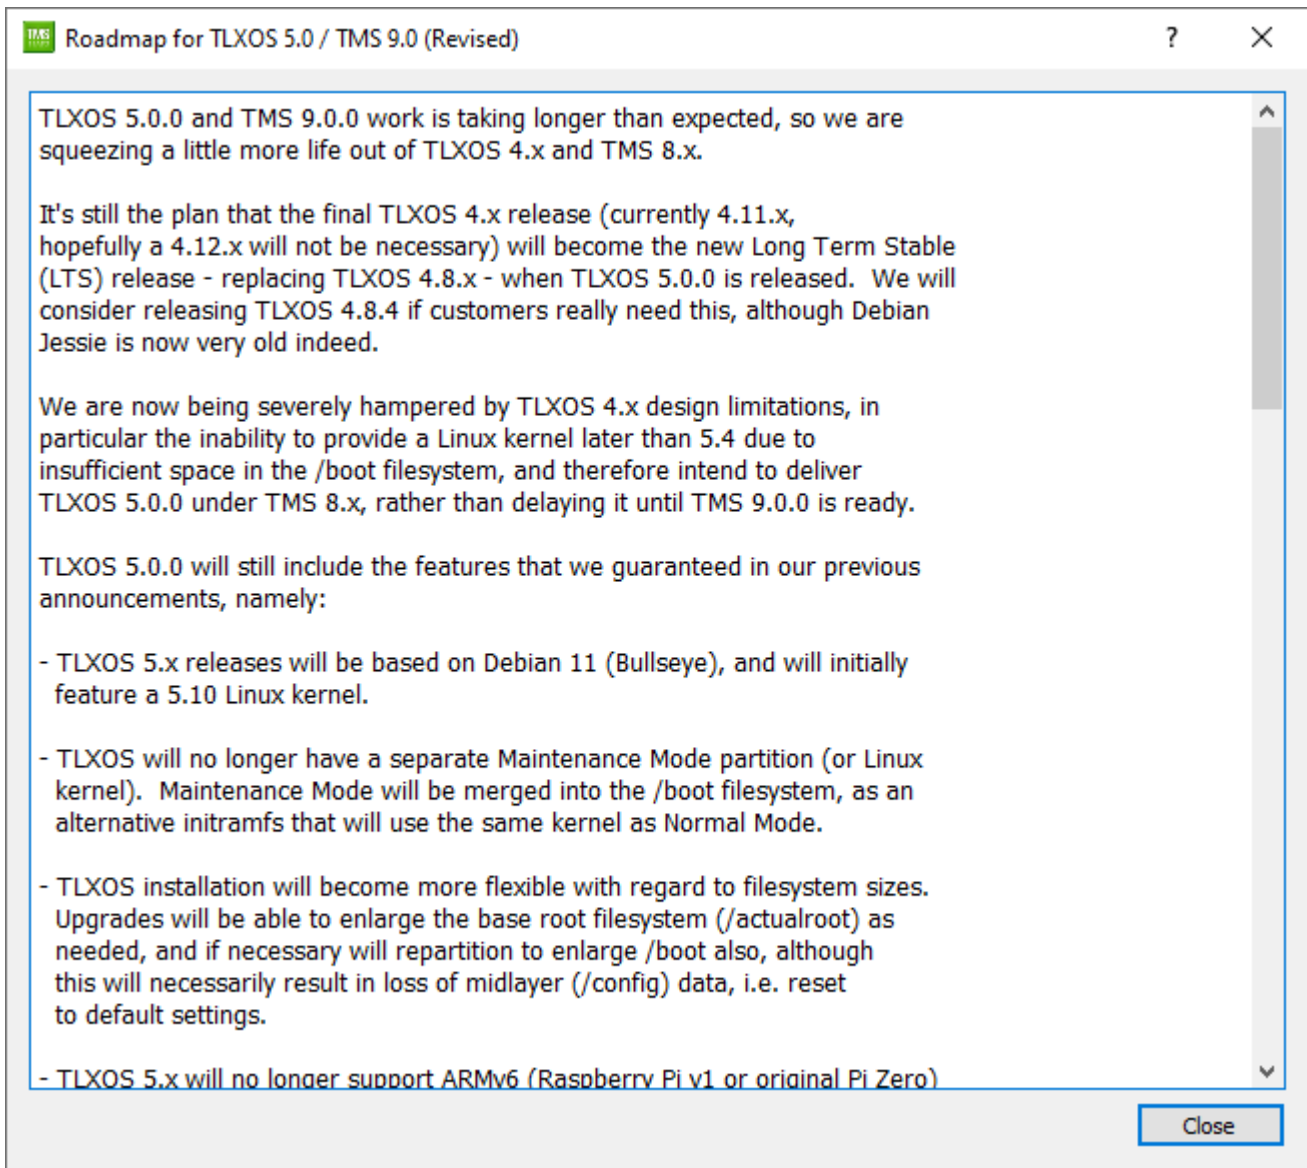 TMS
Roadmap for TLXOS 5.0 / TMS 9.0 (Revised)
?
TLXOS 5.0.0 and TMS 9.0.0 work is taking longer than expected, so we are
squeezing a little more life out of TLXOS 4.x and TMS 8.x.
It's still the plan that the final TLXOS 4.x release (currently 4.11.x,
hopefully a 4.12.x will not be necessary) will become the new Long Term Stable
(LTS) release - replacing TLXOS 4.8.x - when TLXOS 5.0.0 is released.  We will
consider releasing TLXOS 4.8.4 if customers really need this, although Debian
Jessie is now very old indeed.
We are now being severely hampered by TLXOS 4.x design limitations, in
particular the inability to provide a Linux kernel later than 5.4 due to
insufficient space in the /boot filesystem, and therefore intend to deliver
TLXOS 5.0.0 under TMS 8.x, rather than delaying it until TMS 9.0.0 is ready.
TLXOS 5.0.0 will still include the features that we guaranteed in our previous
announcements, namely:
- TLXOS 5.x releases will be based on Debian 11 (Bullseye), and will initially
feature a 5.10 Linux kernel.
- TLXOS will no longer have a separate Maintenance Mode partition (or Linux
kernel).  Maintenance Mode will be merged into the /boot filesystem, as an
alternative initramfs that will use the same kernel as Normal Mode.
- TLXOS installation will become more flexible with regard to filesystem sizes.
Upgrades will be able to enlarge the base root filesystem (/actualroot) as
needed, and if necessary will repartition to enlarge /boot also, although
this will necessarily result in loss of midlayer (/config) data, i.e. reset
to default settings.
- TLXOS 5.x will no longer support ARMv6 (Raspberry Pi v1 or original Pi Zero)
Close